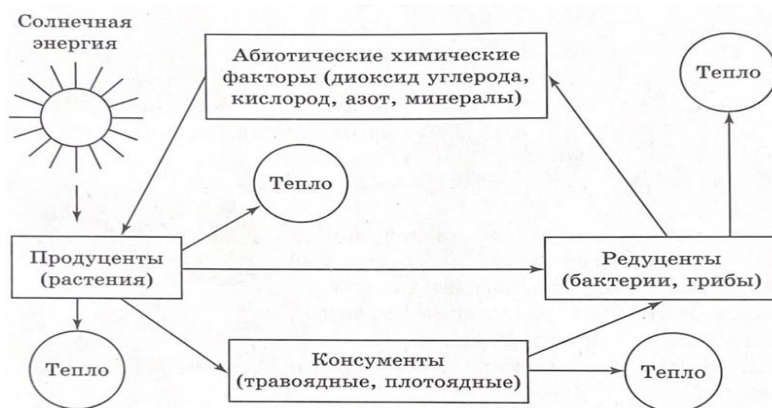 Солнечная
энергия
Абиотические химические
факторы (диоксид углерода,
кислород, азот, минералы)
Тепло
Тепло
Продуценты
(растения)
Редуценты
(бактерии, грибы)
Тепло
Консументы
(травоядные, плотоядные)
Тепло